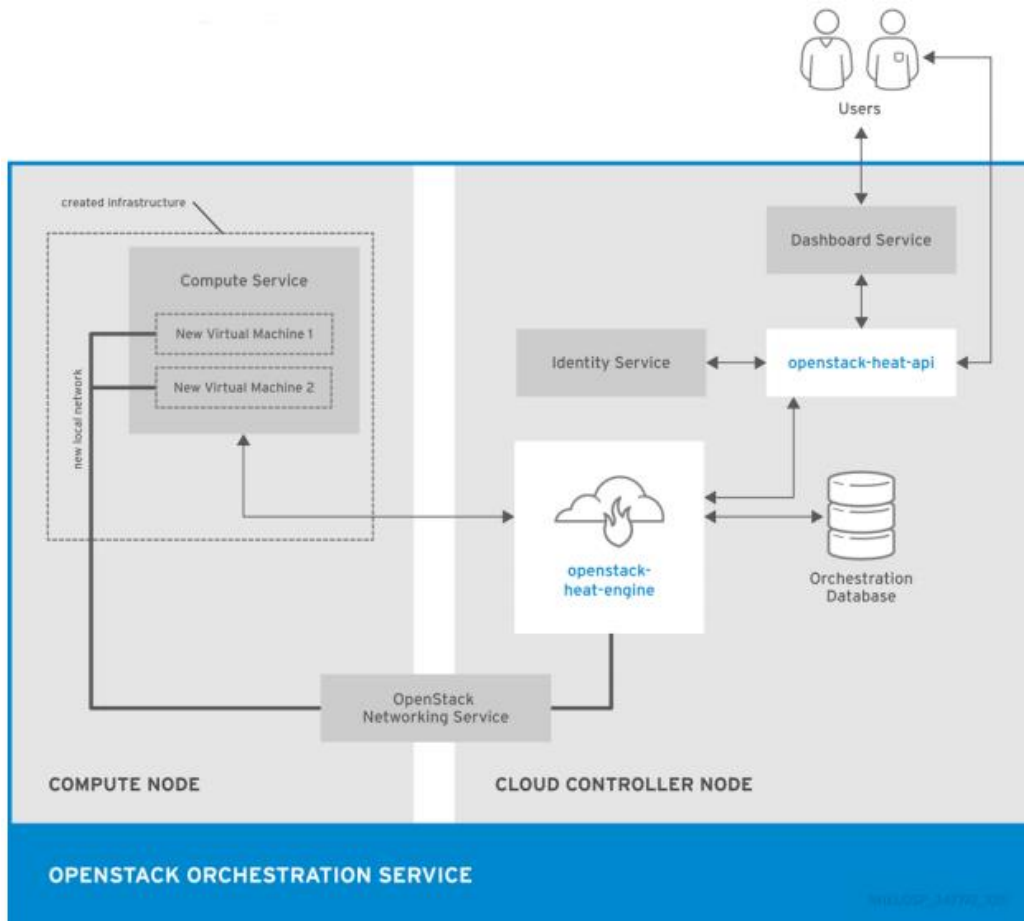 Users
created infrastructure
Dashboard Service
Compute Service
New Virtual Machine 1
New Virtual Machine 2
new local network
Identity Service
openstack-heat-api
openstack-
heat-engine
Orchestration
Database
OpenStack
Networking Service
COMPUTE NODE
CLOUD CONTROLLER NODE
OPENSTACK ORCHESTRATION SERVICE